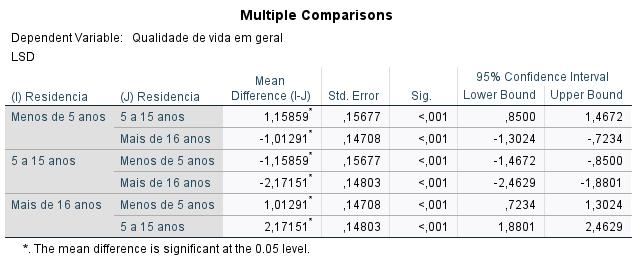 Multiple Comparisons
Dependent Variable: Qualidade de vida em geral
LSD
(I) Residencia (J) Residencia Mean Difference (I-J) Std. Error Sig. 95% Confidence Interval
Lower Bound Upper Bound
Menos de 5 anos 5 a 15 anos 1,15859* ,15677 <,001 ,8500 1,4672
Mais de 16 anos -1,01291* ,14708 <,001 -1,3024 -,7234
5 a 15 anos Menos de 5 anos -1,15859* ,15677 <,001 -1,4672 -,8500
Mais de 16 anos -2,17151* ,14803 <,001 -2,4629 -1,8801
Mais de 16 anos Menos de 5 anos 1,01291* ,14708 <,001 ,7234 1,3024
5 a 15 anos 2,17151* ,14803 <,001 1,8801 2,4629
*. The mean difference is significant at the 0.05 level.